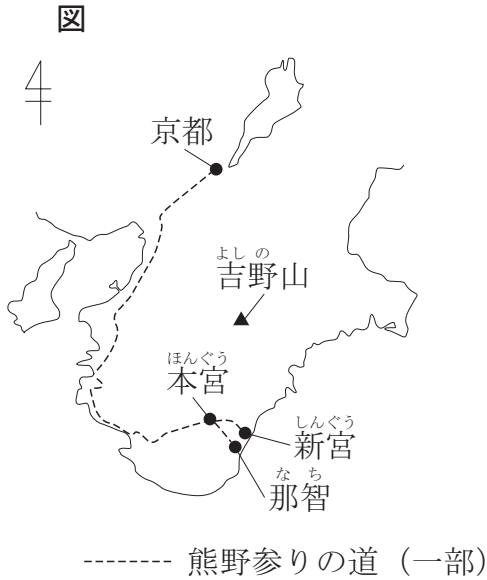 図
京都
よしの
吉野山
ほんぐう
本宮
しんぐう
新宮
なち
那智
熊野参りの道（一部）